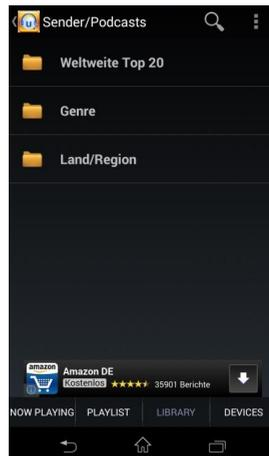 Sender/Podcasts
Weltweite Top 20
Genre
Land/Region
amazon
Amazon DE
Kostenlos 35901 Berichte
NOW PLAYING PLAYLIST LIBRARY DEVICES